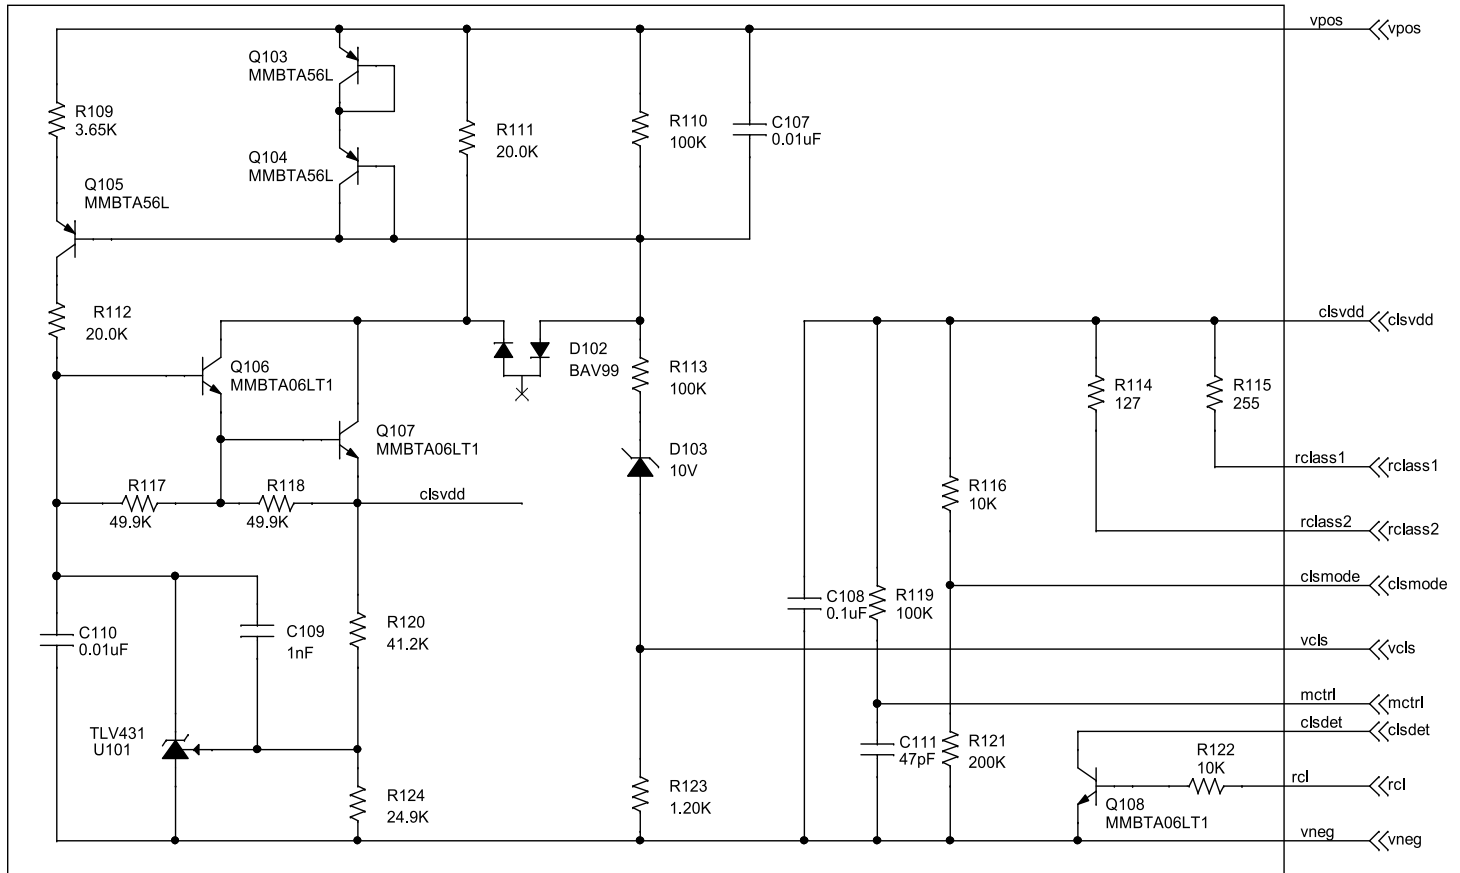 vpos
vpos
Q103
MMBTA56L
R109
3.65K
R111
20.0K
R110
100K
C107
0.01uF
Q104
MMBTA56L
Q105
MMBTA56L
R112
20.0K
clsvdd
clsvdd
Q106
MMBTA06LT1
D102
BAV99
R113
100K
R114
127
R115
255
Q107
MMBTA06LT1
D103
10V
rclass1
rclass1
R117
49.9K
R118
49.9K
clsvdd
R116
10K
rclass2
rclass2
clsmode
clsmode
C110
0.01uF
C109
1nF
R120
41.2K
C108
0.1uF
R119
100K
vcls
vcls
mctrl
mctrl
TLV431
U101
clsdet
clsdet
C111
47pF
R121
200K
R122
10K
rcl
rcl
R124
24.9K
R123
1.20K
Q108
MMBTA06LT1
vneg
vneg